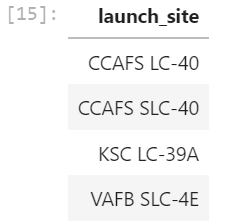 [15]: launch_site
CCAFS LC-40
CCAFS SLC-40
KSC LC-39A
VAFB SLC-4E